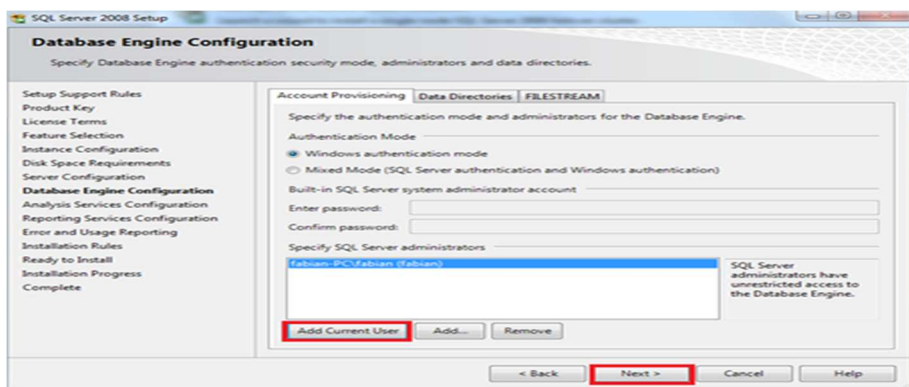 SQL Server 2008 Setup
Database Engine Configuration
Specify Database Engine authentication security mode, administrators and data directories.
Setup Support Rules
Product Key
License Terms
Feature Selection
Instance Configuration
Disk Space Requirements
Server Configuration
Database Engine Configuration
Analysis Services Configuration
Reporting Services Configuration
Error and Usage Reporting
Installation Rules
Ready to Install
Installation Progress
Complete
Account Provisioning Data Directories FILESTREAM
Specify the authentication mode and administrators for the Database Engine.
Authentication Mode
Windows authentication mode
Mixed Mode (SQL Server authentication and Windows authentication)
Built-in SQL Server system administrator account
Enter password:
Confirm password:
Specify SQL Server administrators
fabian-PC\fabian (fabian)
SQL Server
administrators have
unrestricted access to
the Database Engine.
Add Current User Add... Remove
< Back Next > Cancel Help